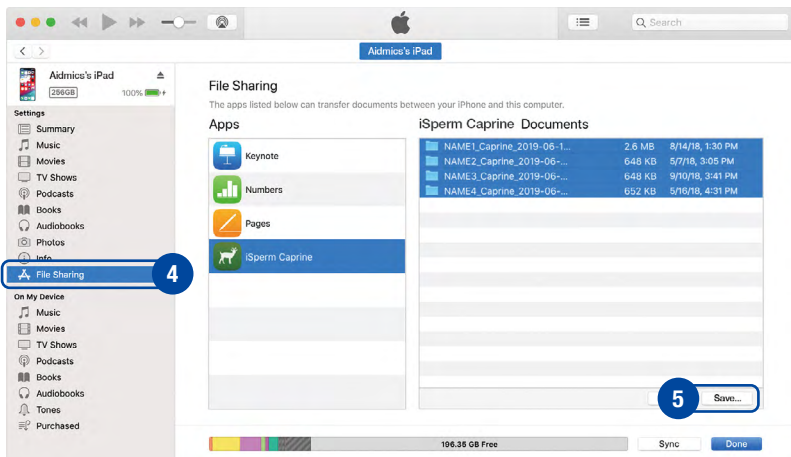 Search
Aidmics's iPad
Aidmics's iPad
256GB 100%
Settings
Summary
Music
Movies
TV Shows
Podcasts
Books
Audiobooks
Photos
Info
File Sharing
4
On My Device
Music
Movies
TV Shows
Podcasts
Books
Audiobooks
Tones
Purchased
File Sharing
The apps listed below can transfer documents between your iPhone and this computer.
Apps
Keynote
Numbers
Pages
iSperm Caprine
iSperm Caprine Documents
NAME1_Caprine_2019-06-1... 2.6 MB 8/14/18, 1:30 PM
NAME2_Caprine_2019-06-... 648 KB 5/7/18, 3:05 PM
NAME3_Caprine_2019-06-... 648 KB 9/10/18, 3:41 PM
NAME4_Caprine_2019-06-... 652 KB 5/16/18, 4:31 PM
5
Save...
196.35 GB Free
Sync
Done